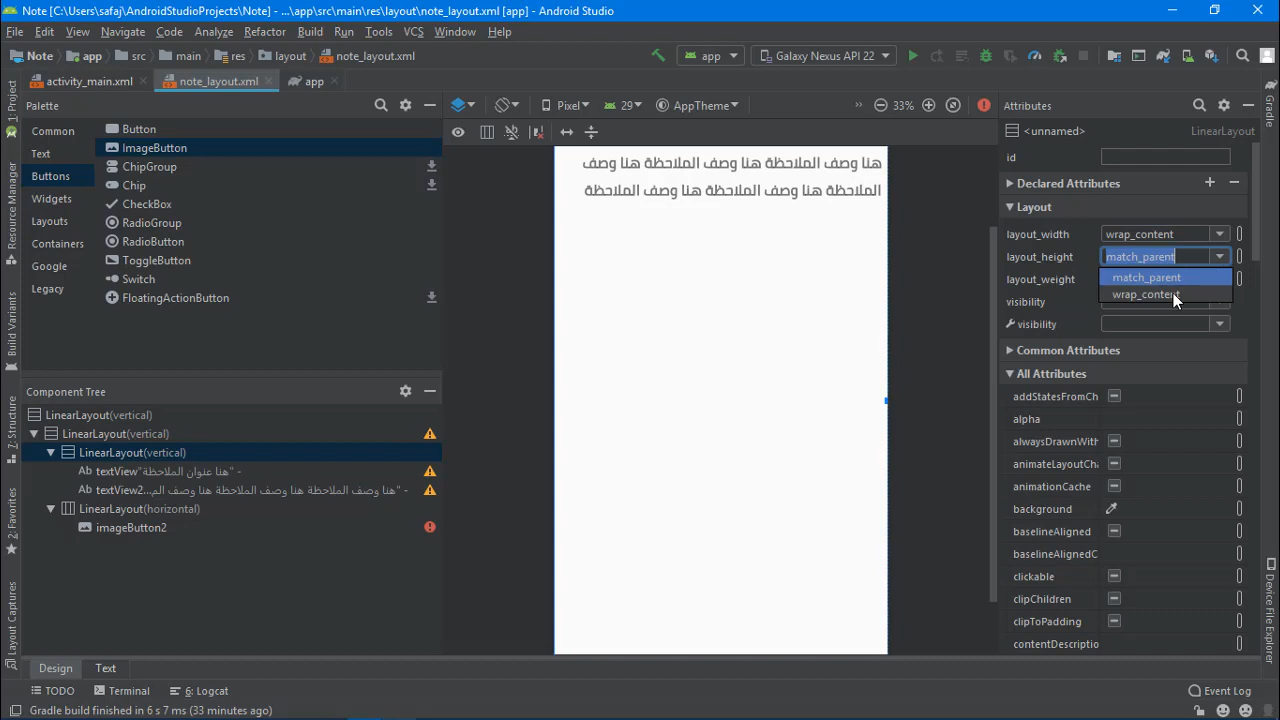 Note [C:\Users\safaj\AndroidStudioProjects\Note] - ...\app\src\main\res\layout\note_layout.xml [app] - Android Studio
File Edit View Navigate Code Analyze Refactor Build Run Tools VCS Window Help
Note app src main res layout note_layout.xml app Galaxy Nexus API 22
activity_main.xml note_layout.xml app
Palette
Common
Text
Buttons
Widgets
Layouts
Containers
Google
Legacy
Button
ImageButton
ChipGroup
Chip
CheckBox
RadioGroup
RadioButton
ToggleButton
Switch
FloatingActionButton
Component Tree
LinearLayout(vertical)
LinearLayout(vertical)
LinearLayout(vertical)
Ab textView"هنا عنوان الملاحظة" -
Ab textView2...هنا وصف الملاحظة هنا وصف الملاحظة هنا وصف الم" -
LinearLayout(horizontal)
imageButton2
Pixel 29 AppTheme 33%
هنا وصف الملاحظة هنا وصف الملاحظة هنا وصف
الملاحظة هنا وصف الملاحظة هنا وصف الملاحظة
Attributes
<unnamed> LinearLayout
id
Declared Attributes
Layout
layout_width wrap_content
layout_height match_parent
match_parent
wrap_content
layout_weight
visibility
visibility
Common Attributes
All Attributes
addStatesFromCh
alpha
alwaysDrawnWith
animateLayoutCha
animationCache
background
baselineAligned
baselineAlignedC
clickable
clipChildren
clipToPadding
contentDescriptio
1: Project
Resource Manager
Build Variants
7: Structure
2: Favorites
Layout Captures
Gradle
Device File Explorer
Design Text
TODO Terminal 6: Logcat Event Log
Gradle build finished in 6 s 7 ms (33 minutes ago)